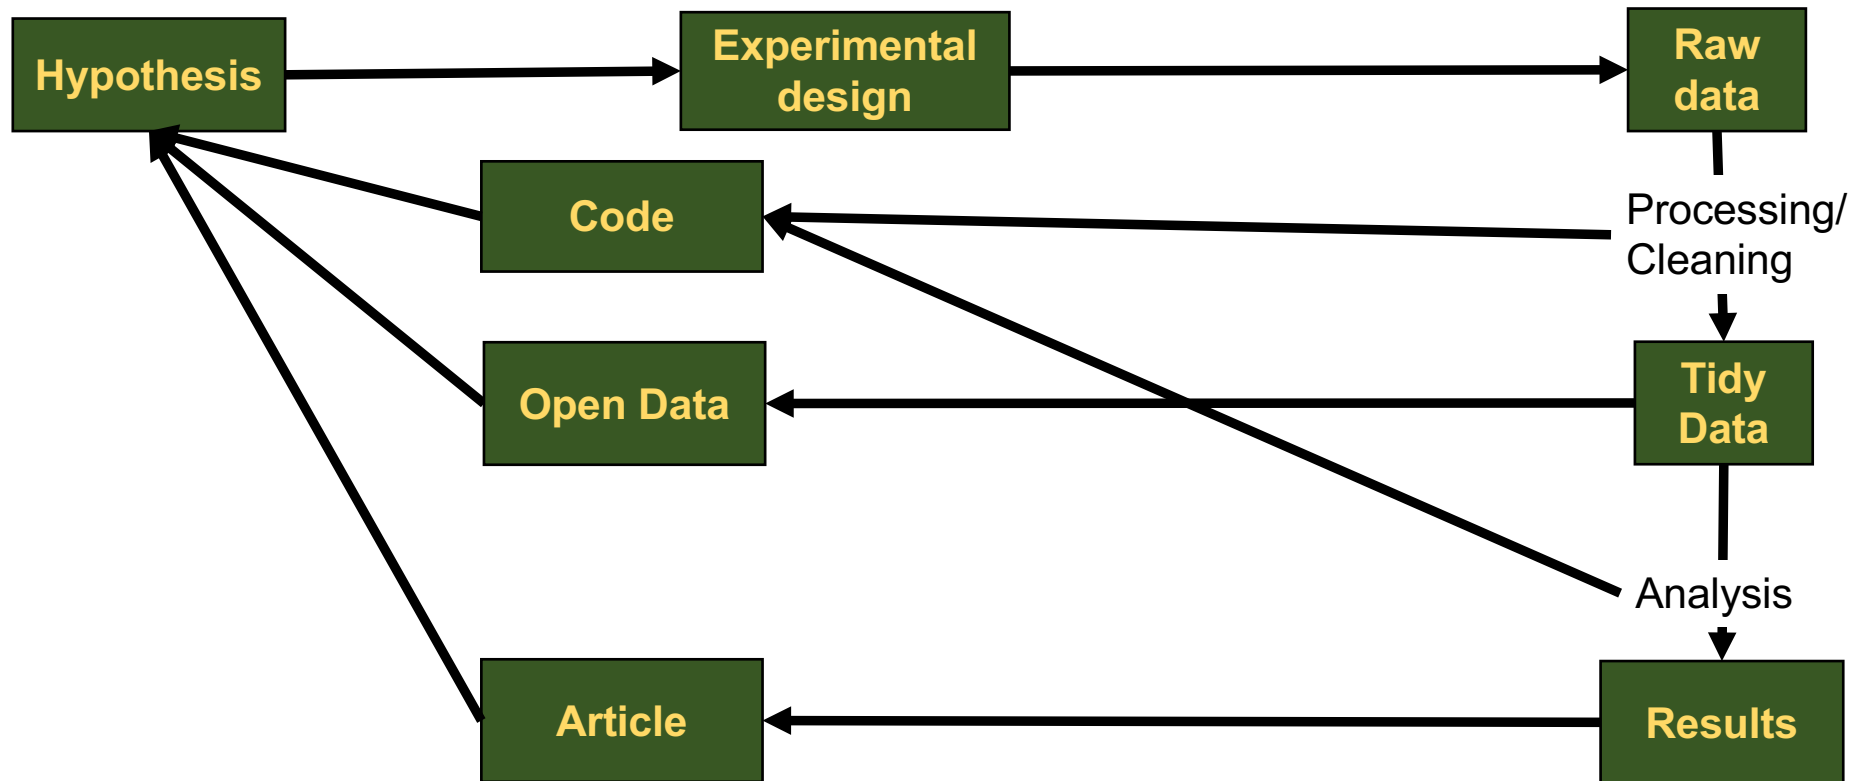 Hypothesis
Experimental
design
Raw
data
Code
Processing/
Cleaning
Open Data
Tidy
Data
Analysis
Article
Results